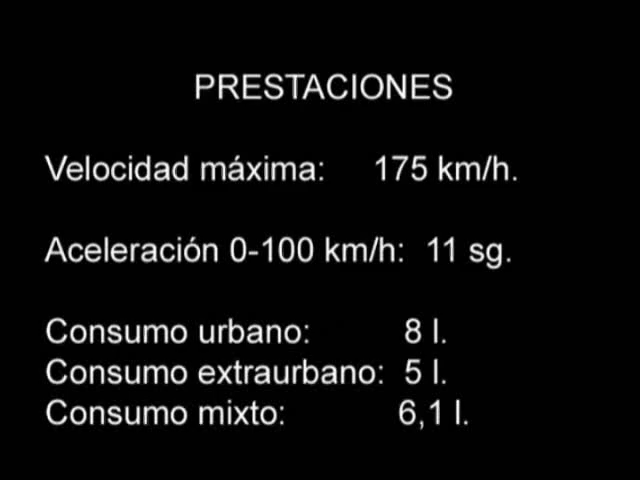 PRESTACIONES
Velocidad máxima: 175 km/h.
Aceleración 0-100 km/h: 11 sg.
Consumo urbano: 8 l.
Consumo extraurbano: 5 l.
Consumo mixto: 6,1 l.